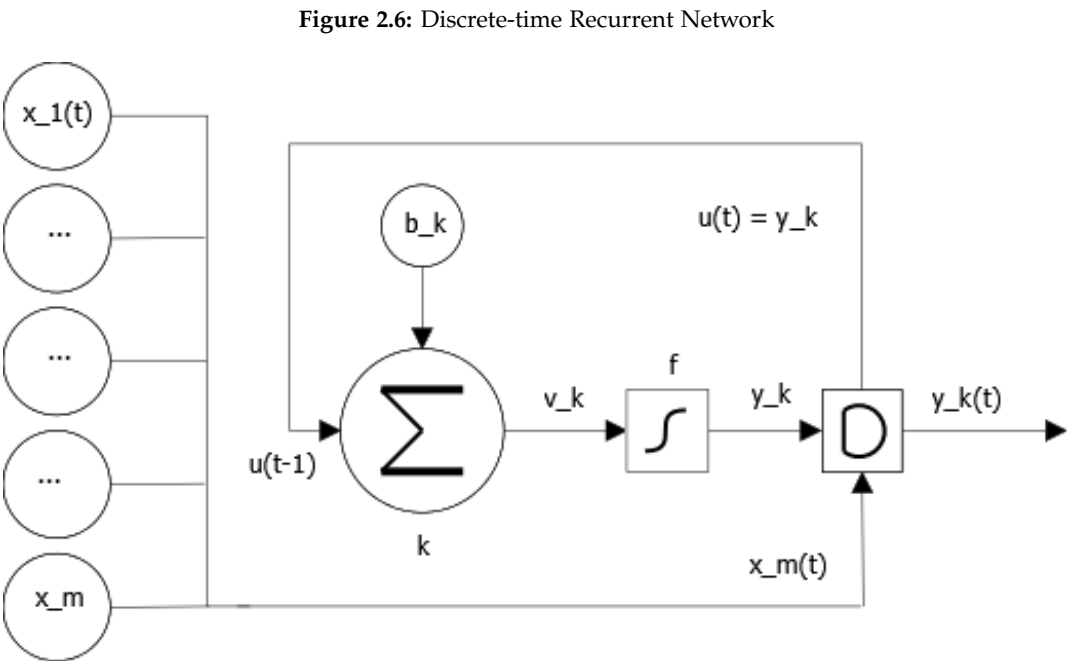 Figure 2.6: Discrete-time Recurrent Network
x_1(t)
...
...
...
x_m
b_k
u(t) = y_k
f
v_k
y_k
y_k(t)
u(t-1)
∑
∫
D
k
x_m(t)